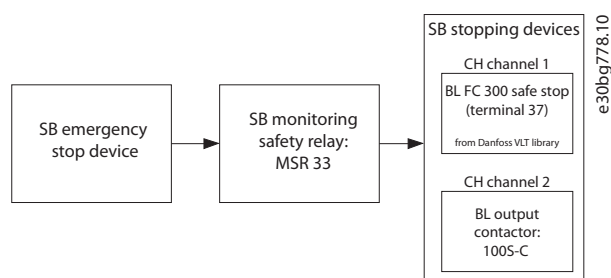 SB emergency
stop device
SB monitoring
safety relay:
MSR 33
SB stopping devices
CH channel 1
BL FC 300 safe stop
(terminal 37)
from Danfoss VLT library
CH channel 2
BL output
contactor:
100S-C
e30bg778.10